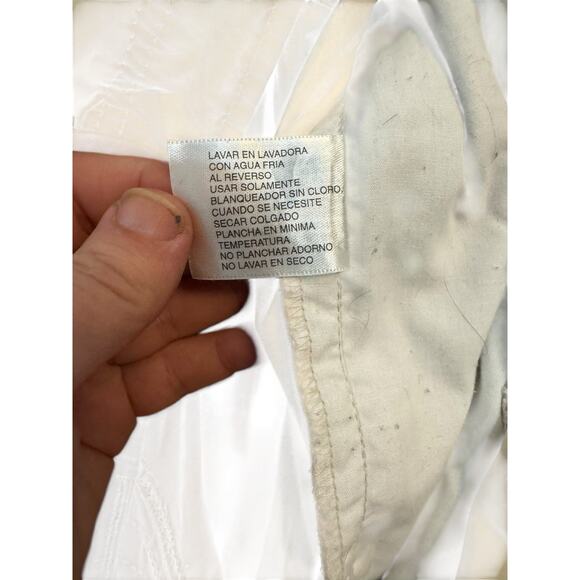 LAVAR EN LAVADORA
CON AGUA FRIA
AL REVERSO
USAR SOLAMENTE
BLANQUEADOR SIN CLORO,
CUANDO SE NECESITE
SECAR COLGADO
PLANCHA EN MINIMA
TEMPERATURA
NO PLANCHAR ADORNO
NO LAVAR EN SECO